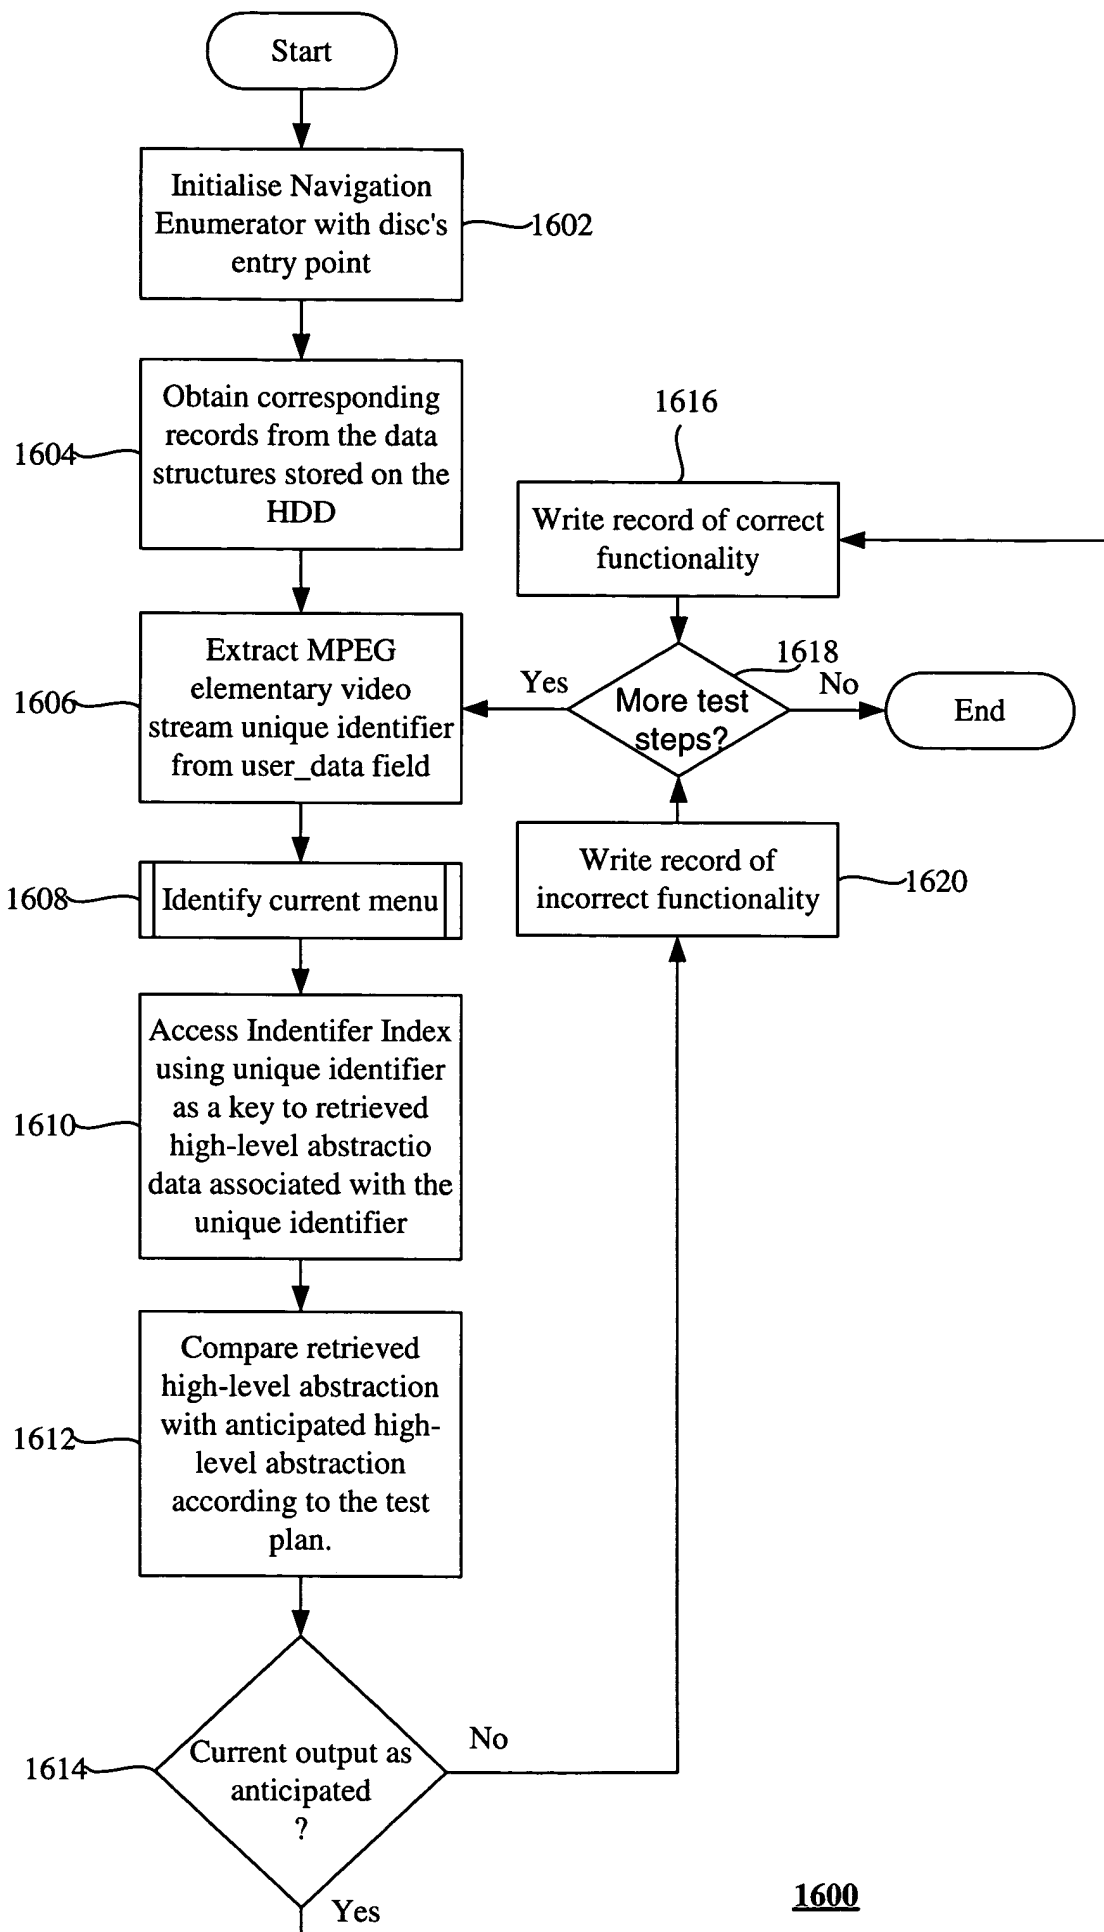 Start
Initialise Navigation
Enumerator with disc's
entry point
1602
Obtain corresponding
records from the data
structures stored on the
HDD
1604
Extract MPEG
elementary video
stream unique identifier
from user_data field
1606
Identify current menu
1608
Access Indentifer Index
using unique identifier
as a key to retrieved
high-level abstractio
data associated with the
unique identifier
1610
Compare retrieved
high-level abstraction
with anticipated high-
level abstraction
according to the test
plan.
1612
Current output as
anticipated
?
1614
No
Yes
1616
Write record of correct
functionality
1618
More test
steps?
Yes
No
End
Write record of
incorrect functionality
1620
1600